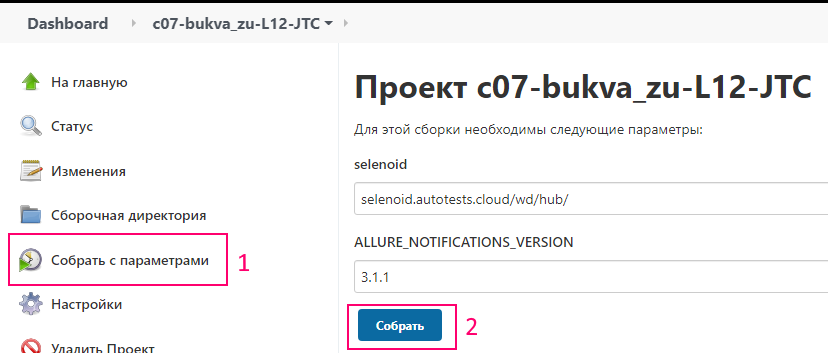 Dashboard
c07-bukva_zu-L12-JTC
На главную
Статус
Изменения
Сборочная директория
Собрать с параметрами
1
Настройки
Удалить Проект
Проект c07-bukva_zu-L12-JTC
Для этой сборки необходимы следующие параметры:
selenoid
selenoid.autotests.cloud/wd/hub/
ALLURE_NOTIFICATIONS_VERSION
3.1.1
Собрать
2